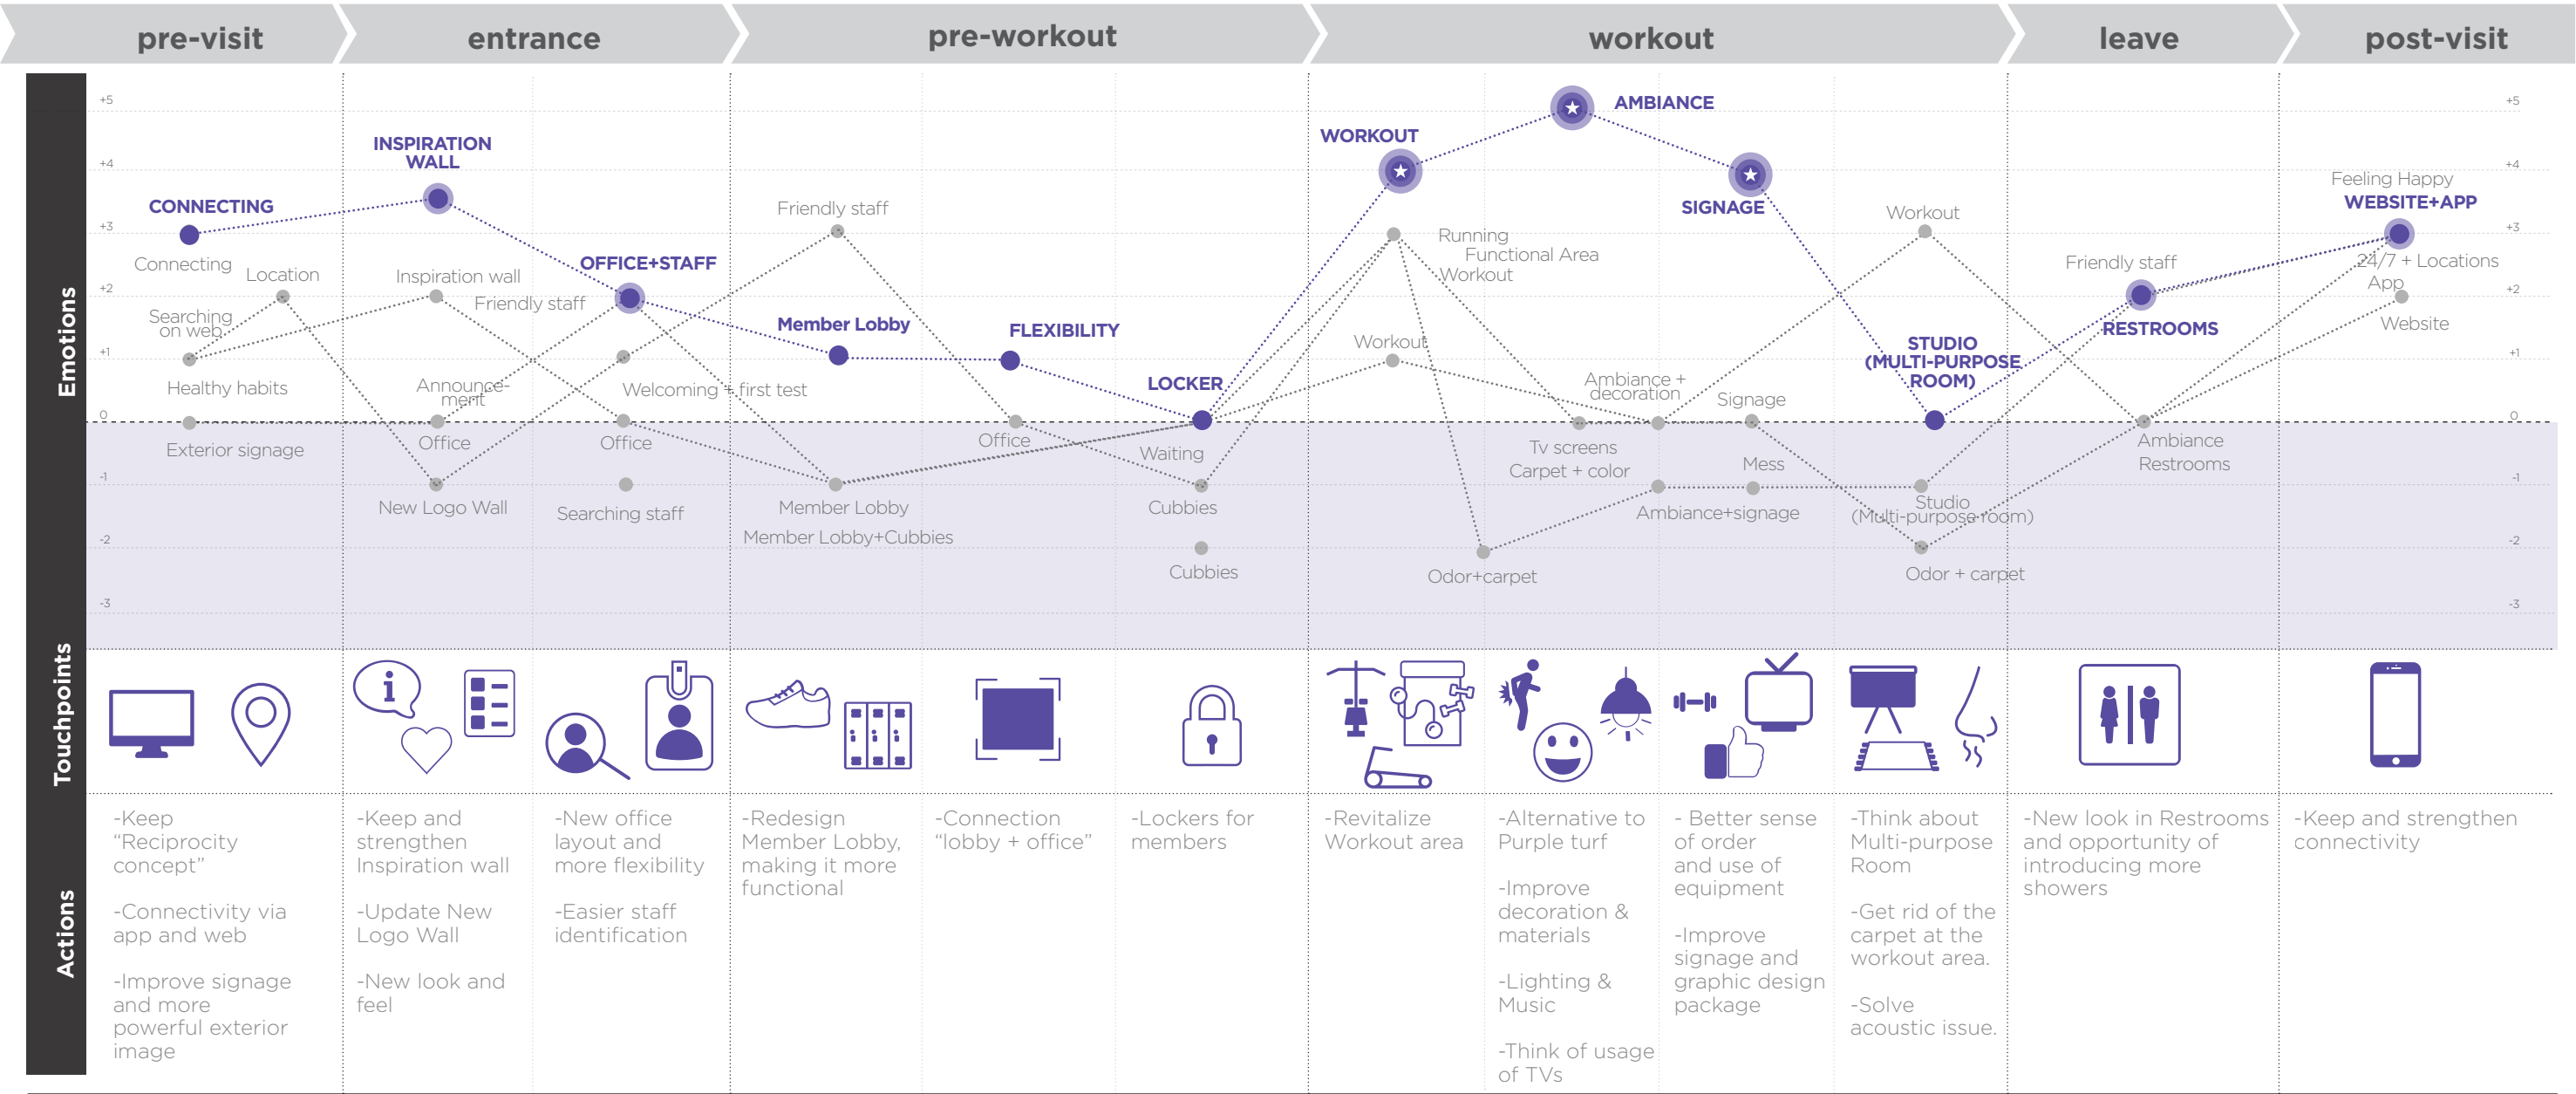 pre-visit
entrance
pre-workout
workout
leave
post-visit
Emotions
+5
+4
+3
+2
+1
0
-1
-2
-3
CONNECTING
Connecting
Location
Searching
on web
Healthy habits
Exterior signage
INSPIRATION
WALL
Inspiration wall
Announce-
ment
Office
New Logo Wall
OFFICE+STAFF
Friendly staff
Welcoming + first test
Office
Searching staff
Friendly staff
Member Lobby
Member Lobby
Member Lobby+Cubbies
FLEXIBILITY
Office
LOCKER
Waiting
Cubbies
Cubbies
WORKOUT
Running
Functional Area
Workout
Workout
Odor+carpet
AMBIANCE
Ambiance +
decoration
Tv screens
Carpet + color
SIGNAGE
Signage
Mess
Ambiance+signage
Workout
STUDIO
(MULTI-PURPOSE
ROOM)
Studio
(Multi-purpose room)
Odor + carpet
Friendly staff
RESTROOMS
Ambiance
Restrooms
Feeling Happy
WEBSITE+APP
24/7 + Locations
App
Website
+5
+4
+3
+2
+1
0
-1
-2
-3
Touchpoints
i
Actions
-Keep
“Reciprocity
concept”
-Connectivity via
app and web
-Improve signage
and more
powerful exterior
image
-Keep and
strengthen
Inspiration wall
-Update New
Logo Wall
-New look and
feel
-New office
layout and
more flexibility
-Easier staff
identification
-Redesign
Member Lobby,
making it more
functional
-Connection
“lobby + office”
-Lockers for
members
-Revitalize
Workout area
-Alternative to
Purple turf
-Improve
decoration &
materials
-Lighting &
Music
-Think of usage
of TVs
- Better sense
of order
and use of
equipment
-Improve
signage and
graphic design
package
-Think about
Multi-purpose
Room
-Get rid of the
carpet at the
workout area.
-Solve
acoustic issue.
-New look in Restrooms
and opportunity of
introducing more
showers
-Keep and strengthen
connectivity